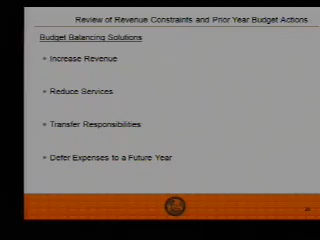 Review of Revenue Constraints and Prior Year Budget Actions
Budget Balancing Solutions
• Increase Revenue
• Reduce Services
• Transfer Responsibilities
• Defer Expenses to a Future Year